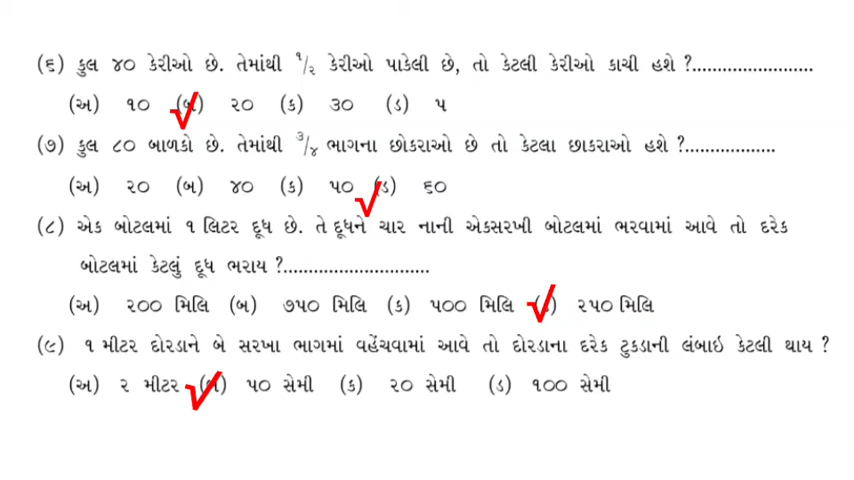 (૬) કુલ ૪૦ કેરીઓ છે. તેમાંથી ૧/૨ કેરીઓ પાકેલી છે, તો કેટલી કેરીઓ કાચી હશે ?........................
(અ) ૧૦ (બ) ૨૦ (ક) ૩૦ (ડ) ૫
(૭) કુલ ૮૦ બાળકો છે. તેમાંથી ૩/૪ ભાગના છોકરાઓ છે તો કેટલા છાકરાઓ હશે ?..................
(અ) ૨૦ (બ) ૪૦ (ક) ૫૦ (ડ) ૬૦
(૮) એક બોટલમાં ૧ લિટર દૂધ છે. તે દૂધને ચાર નાની એકસરખી બોટલમાં ભરવામાં આવે તો દરેક
બોટલમાં કેટલું દૂધ ભરાય ?.............................
(અ) ૨૦૦ મિલિ (બ) ૭૫૦ મિલિ (ક) ૫૦૦ મિલિ (ડ) ૨૫૦ મિલિ
(૯) ૧ મીટર દોરડાને બે સરખા ભાગમાં વહેંચવામાં આવે તો દોરડાના દરેક ટુકડાની લંબાઇ કેટલી થાય ?
(અ) ૨ મીટર (બ) ૫૦ સેમી (ક) ૨૦ સેમી (ડ) ૧૦૦ સેમી